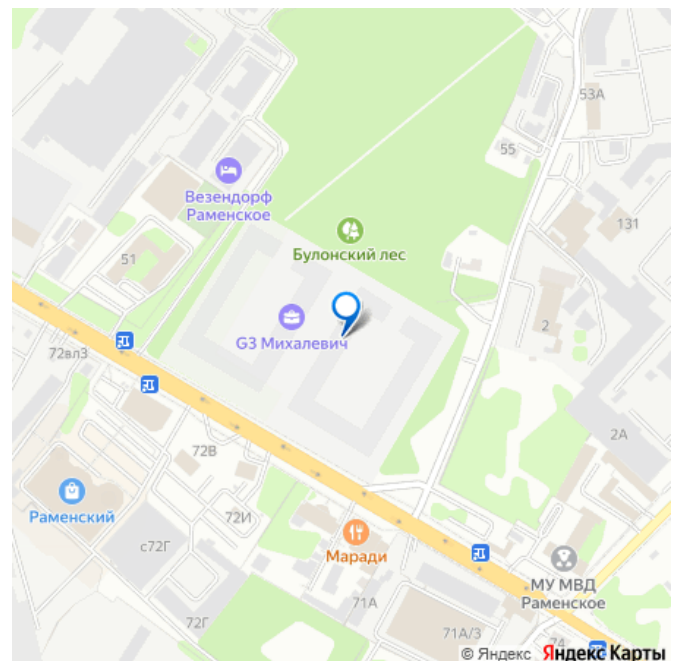 53А
55
Везендорф
Раменское
131
Булонский лес
51
G3 Михалевич
2
72вл3
2А
72В
Раменский
72И
с72Г
Маради
МУ МВД
Раменское
71А
72Г
71А/3
74
© Яндекс Яндекс Карты